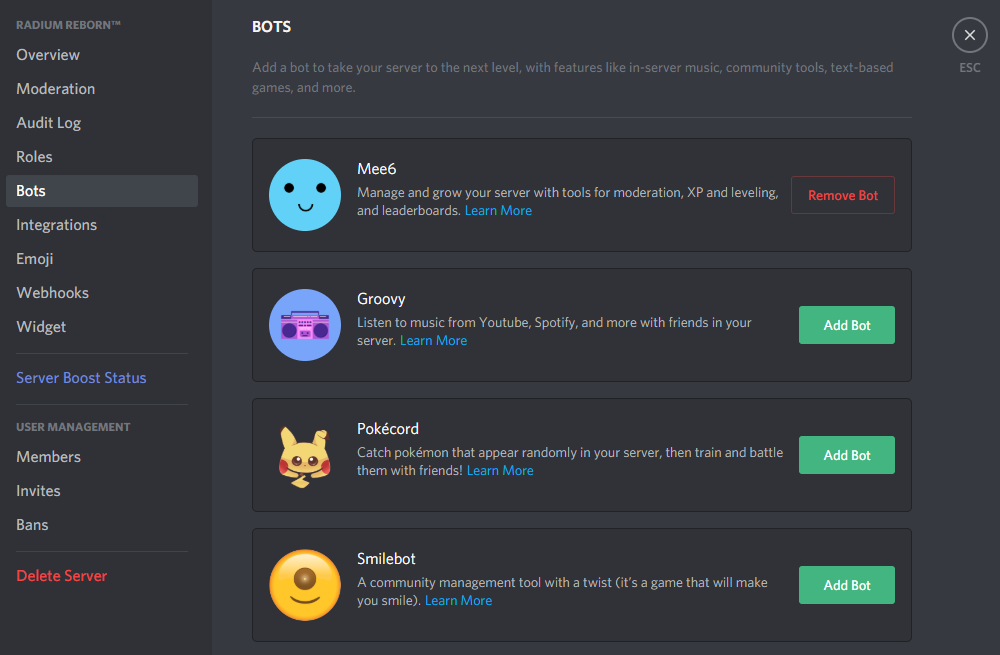 RADIUM REBORN™
Overview
Moderation
Audit Log
Roles
Bots
Integrations
Emoji
Webhooks
Widget
Server Boost Status
USER MANAGEMENT
Members
Invites
Bans
Delete Server
BOTS
Add a bot to take your server to the next level, with features like in-server music, community tools, text-based
games, and more.
ESC
Mee6
Manage and grow your server with tools for moderation, XP and leveling,
and leaderboards. Learn More
Remove Bot
Groovy
Listen to music from Youtube, Spotify, and more with friends in your
server. Learn More
Add Bot
Pokécord
Catch pokémon that appear randomly in your server, then train and battle
them with friends! Learn More
Add Bot
Smilebot
A community management tool with a twist (it's a game that will make
you smile). Learn More
Add Bot